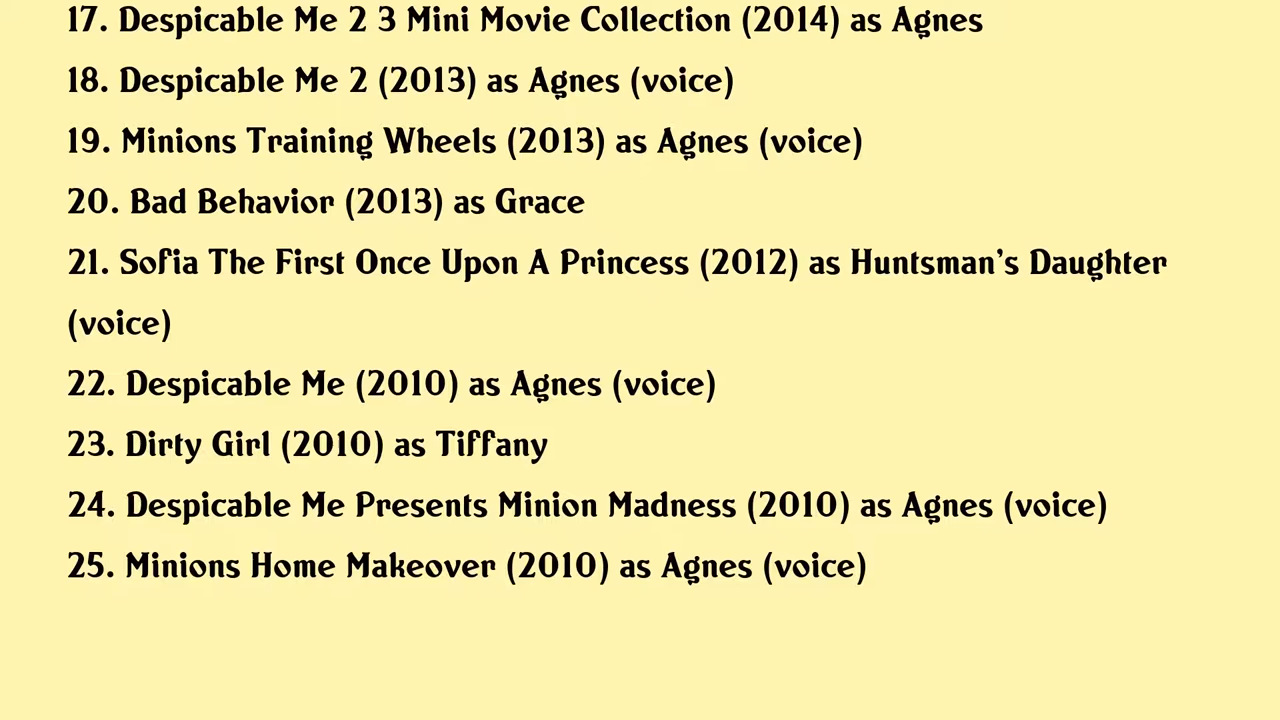 17. Despicable Me 2 3 Mini Movie Collection (2014) as Agnes
18. Despicable Me 2 (2013) as Agnes (voice)
19. Minions Training Wheels (2013) as Agnes (voice)
20. Bad Behavior (2013) as Grace
21. Sofia The First Once Upon A Princess (2012) as Huntsman's Daughter
(voice)
22. Despicable Me (2010) as Agnes (voice)
23. Dirty Girl (2010) as Tiffany
24. Despicable Me Presents Minion Madness (2010) as Agnes (voice)
25. Minions Home Makeover (2010) as Agnes (voice)